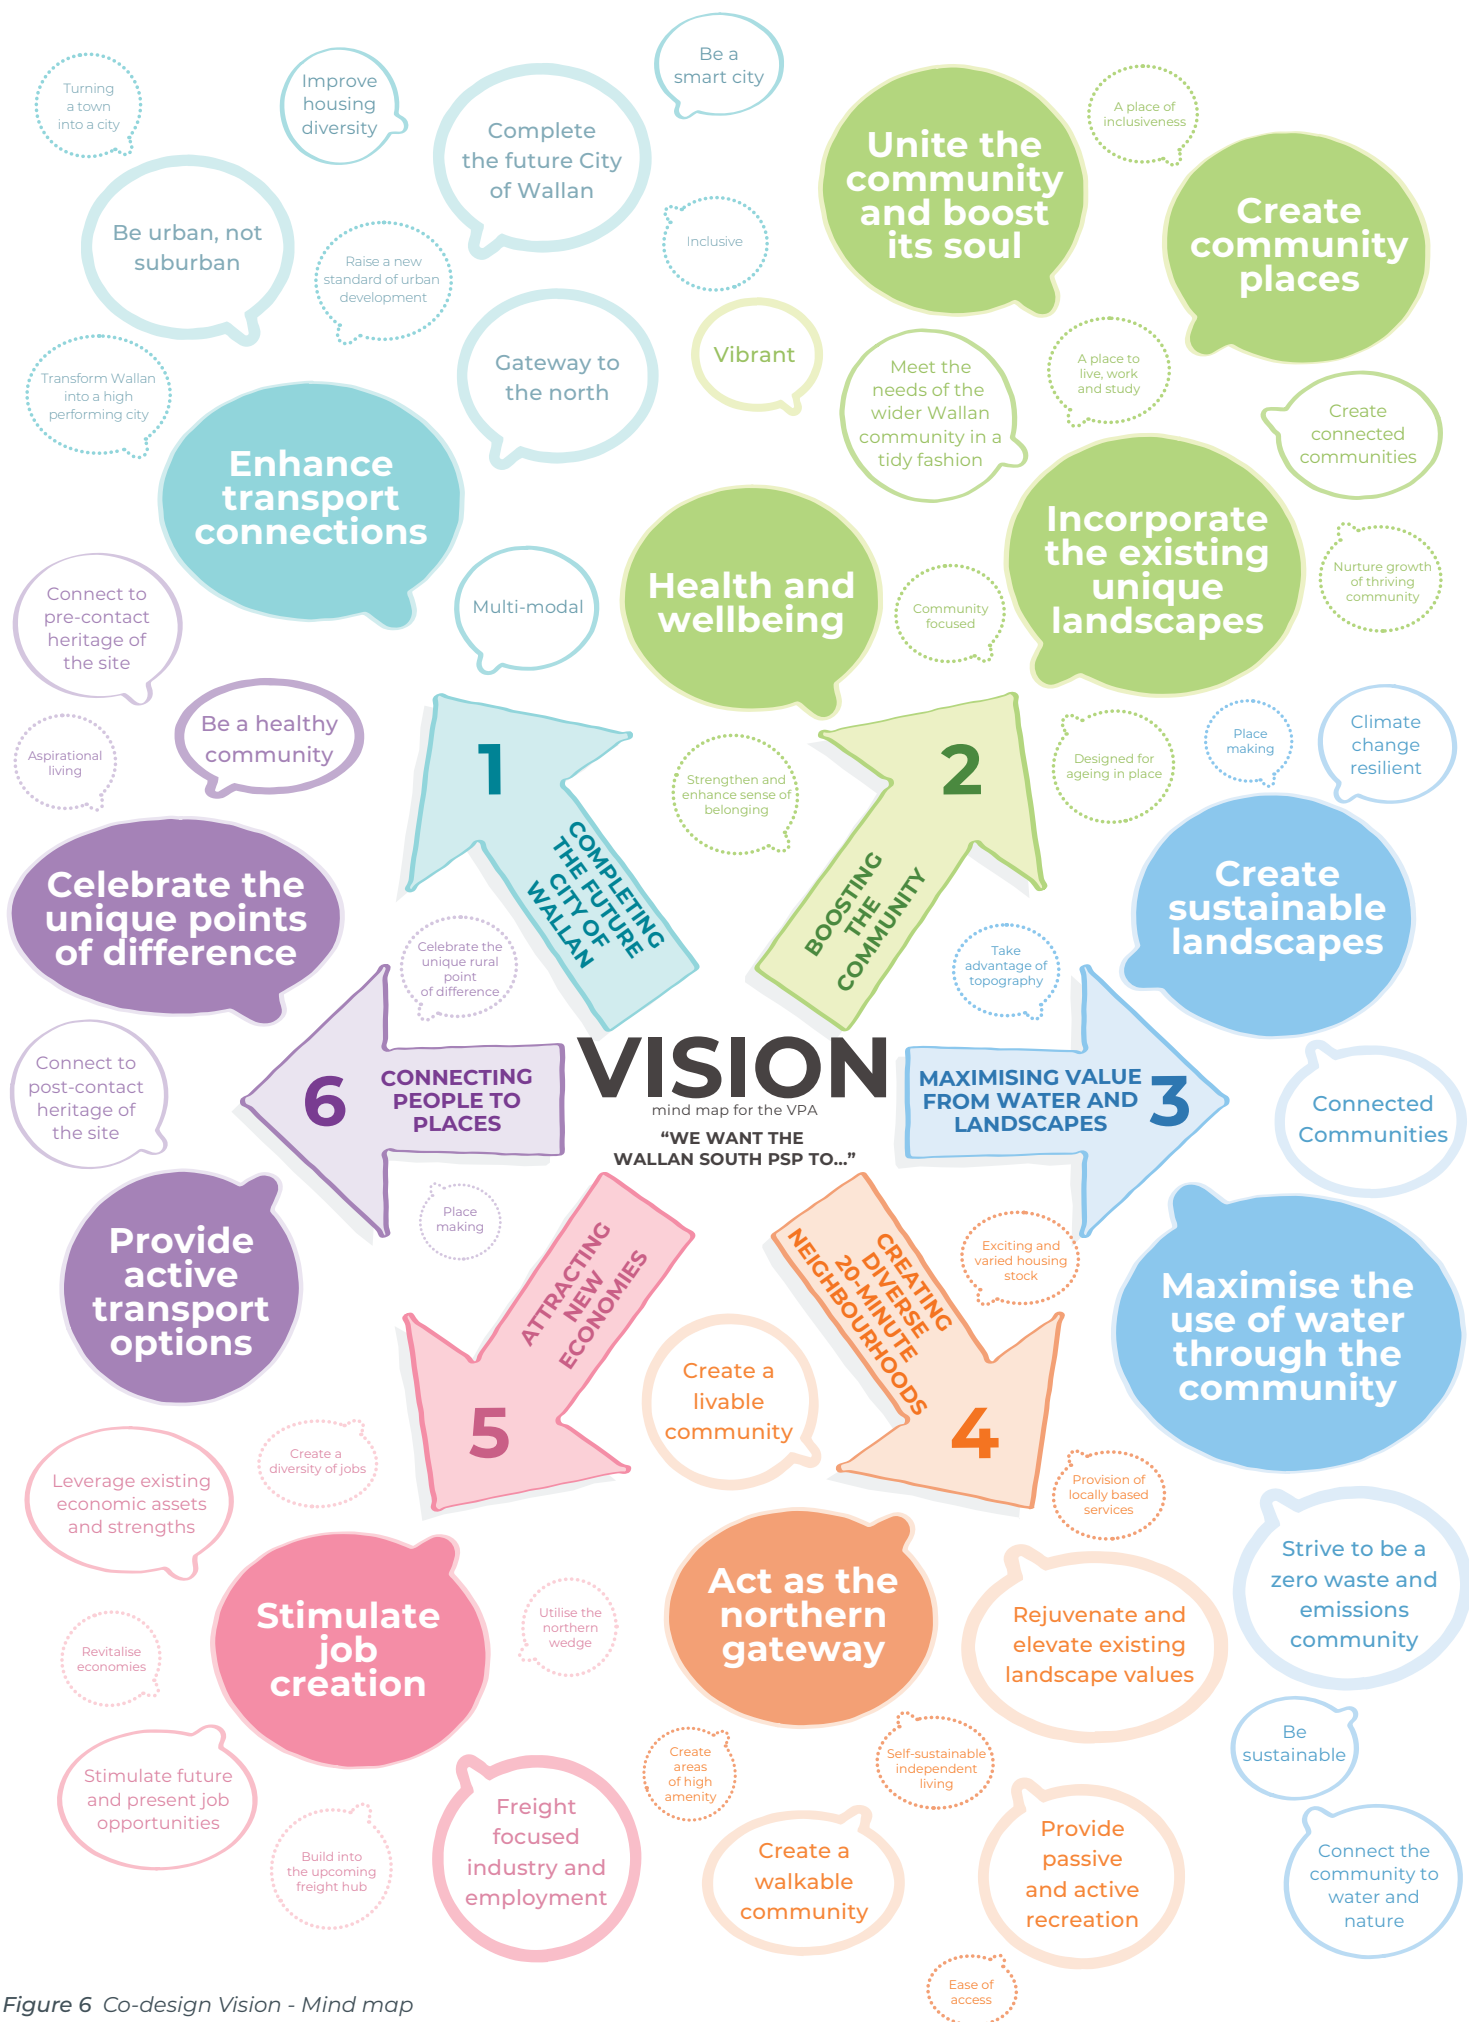 Turning
a town
into a city
Improve
housing
diversity
Complete
the future City
of Wallan
Be a
smart city
Be urban, not
suburban
Raise a new
standard of urban
development
Inclusive
Transform Wallan
into a high
performing city
Gateway to
the north
Enhance
transport
connections
Multi-modal
1
COMPLETING
THE FUTURE
CITY OF
WALLAN
Unite the
community
and boost
its soul
A place of
inclusiveness
Create
community
places
Vibrant
Meet the
needs of the
wider Wallan
community in a
tidy fashion
A place to
live, work
and study
Create
connected
communities
Health and
wellbeing
Community
focused
Incorporate
the existing
unique
landscapes
Nurture growth
of thriving
community
Strengthen and
enhance sense of
belonging
Designed for
ageing in place
2
BOOSTING
THE
COMMUNITY
Place
making
Climate
change
resilient
Create
sustainable
landscapes
Take
advantage of
topography
MAXIMISING VALUE
FROM WATER AND
LANDSCAPES
3
Connected
Communities
Maximise the
use of water
through the
community
Strive to be a
zero waste and
emissions
community
Be
sustainable
Connect the
community to
water and
nature
VISION
mind map for the VPA
“WE WANT THE
WALLAN SOUTH PSP TO...”
Connect to
pre-contact
heritage of
the site
Be a healthy
community
Aspirational
living
Celebrate the
unique points
of difference
Celebrate the
unique rural
point
of difference
Connect to
post-contact
heritage of
the site
6
CONNECTING
PEOPLE TO
PLACES
Place
making
Provide
active
transport
options
ATTRACTING
NEW
ECONOMIES
5
Leverage existing
economic assets
and strengths
Create a
diversity of jobs
Stimulate
job
creation
Utilise the
northern
wedge
Revitalise
economies
Stimulate future
and present job
opportunities
Build into
the upcoming
freight hub
Freight
focused
industry and
employment
CREATING
DIVERSE
20-MINUTE
NEIGHBOURHOODS
4
Exciting and
varied housing
stock
Create a
livable
community
Provision of
locally based
services
Act as the
northern
gateway
Rejuvenate and
elevate existing
landscape values
Create
areas
of high
amenity
Self-sustainable
independent
living
Create a
walkable
community
Provide
passive
and active
recreation
Ease of
access
Figure 6 Co-design Vision - Mind map